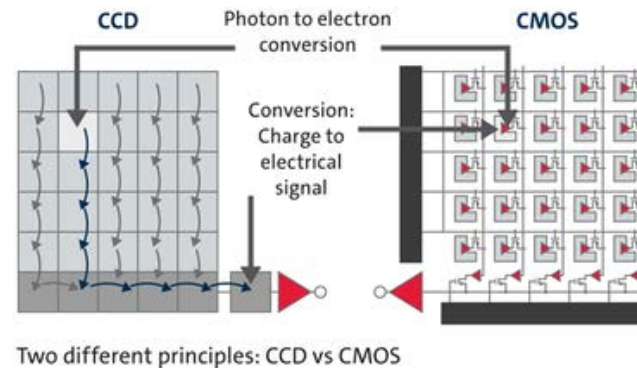 CCD
Photon to electron
conversion
CMOS
Conversion:
Charge to
electrical
signal
Two different principles: CCD vs CMOS